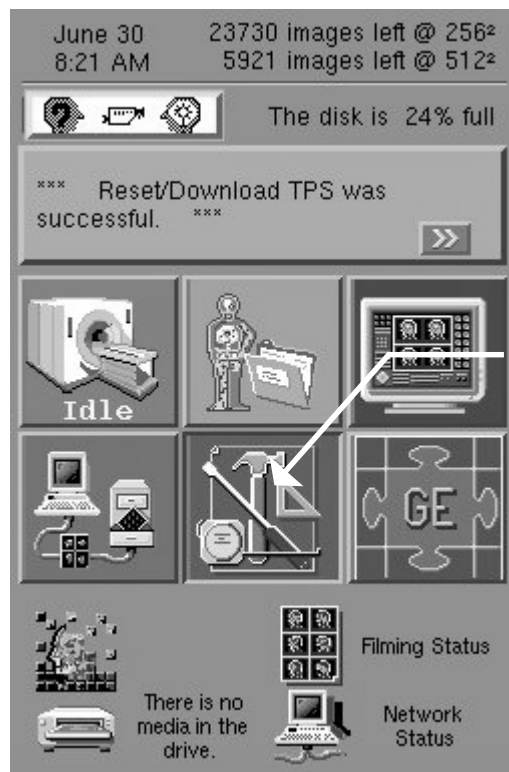 June 30
23730 images left @ 256²
8:21 AM
5921 images left @ 512²
The disk is 24% full
*** Reset/Download TPS was
successful. ***
>>
Idle
GE
Filming Status
There is no
media in the
drive.
Network
Status